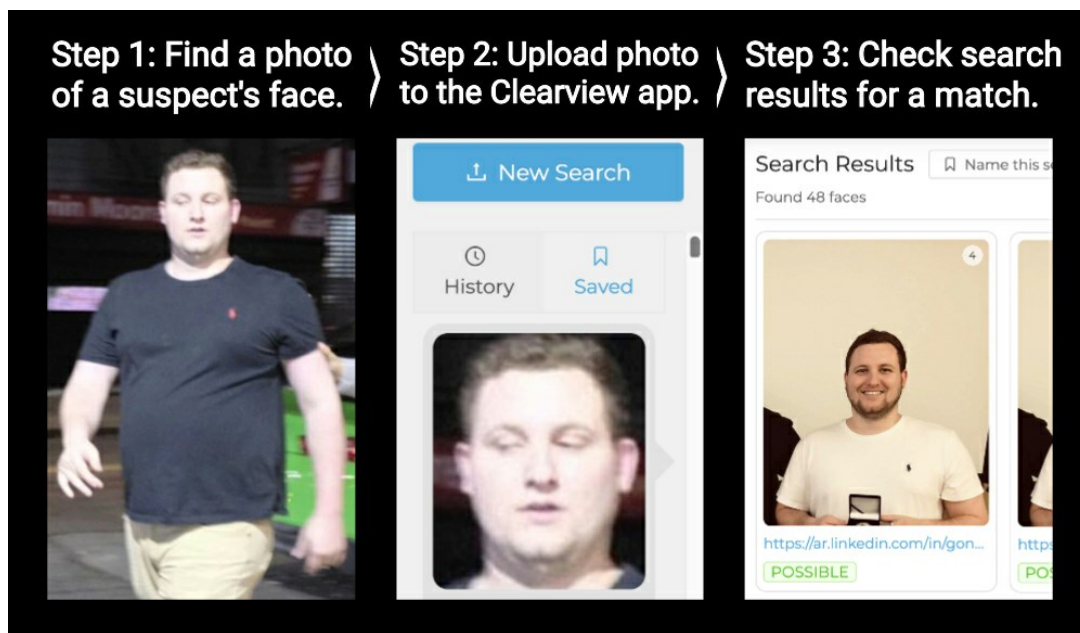 Step 1: Find a photo
of a suspect's face.
Step 2: Upload photo
to the Clearview app.
Step 3: Check search
results for a match.
New Search
History
Saved
Search Results
Name this
Found 48 faces
4
https://ar.linkedin.com/in/gon...
https
POSSIBLE